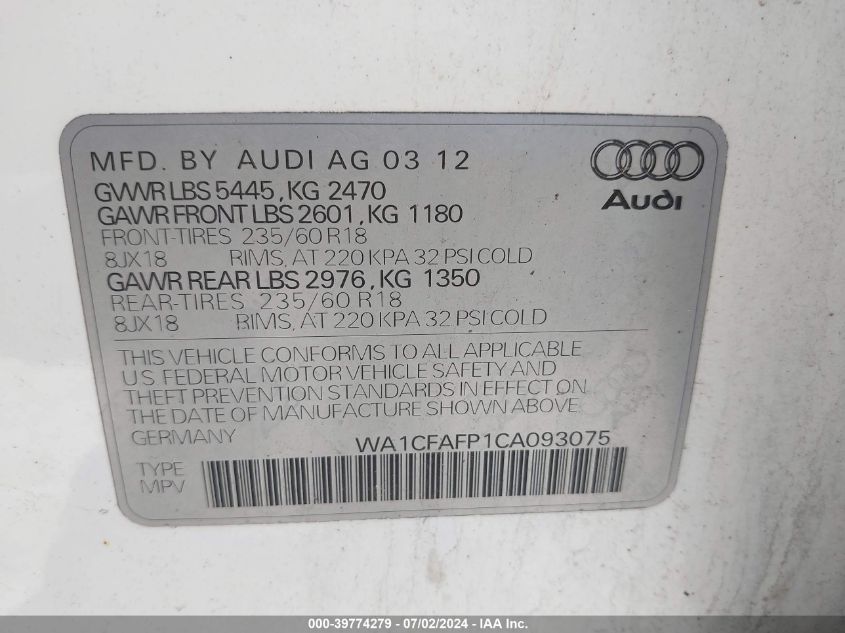 MFD. BY AUDI AG 03 12
GVWR LBS 5445, KG 2470
GAWR FRONT LBS 2601, KG 1180
FRONT-TIRES 235/60 R18
8JX18 RIMS, AT 220 KPA 32 PSI COLD
GAWR REAR LBS 2976, KG 1350
REAR-TIRES 235/60 R18
8JX18 RIMS, AT 220 KPA 32 PSI COLD
Audi
THIS VEHICLE CONFORMS TO ALL APPLICABLE
U.S. FEDERAL MOTOR VEHICLE SAFETY AND
THEFT PREVENTION STANDARDS IN EFFECT ON
THE DATE OF MANUFACTURE SHOWN ABOVE.
GERMANY WA1CFAFP1CA093075
TYPE
MPV
000-39774279 - 07/02/2024 - IAA Inc.